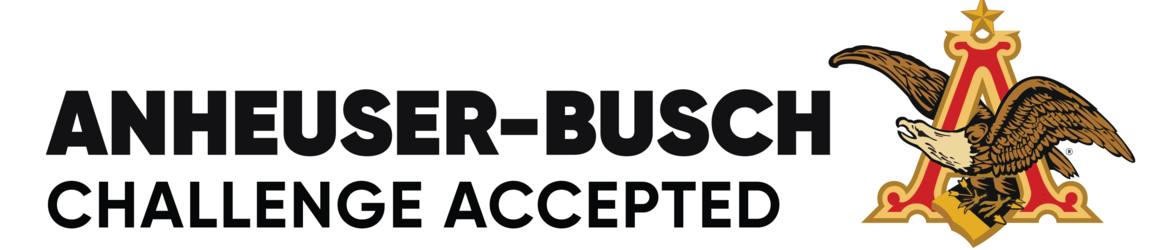 ANHEUSER-BUSCH
CHALLENGE ACCEPTED
A
®